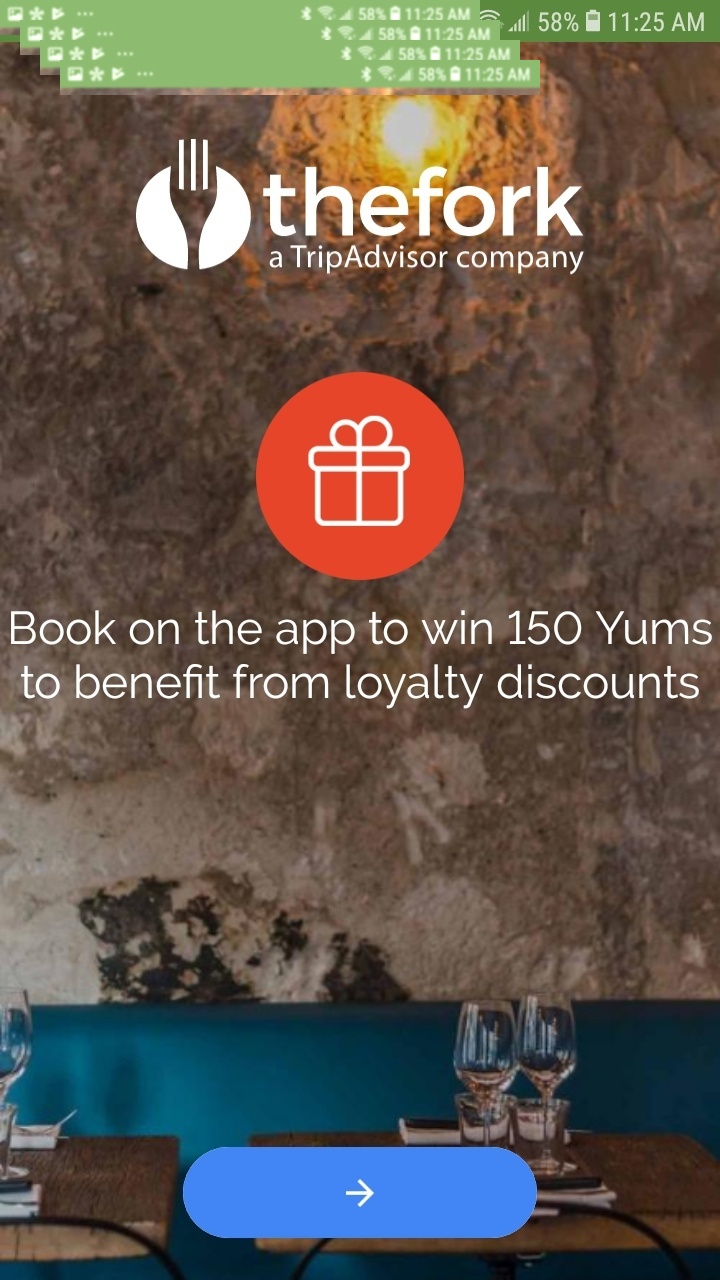 58% 11:25 AM
58% 11:25 AM
58% 11:25 AM
58% 11:25 AM
58% 11:25 AM
thefork
a TripAdvisor company
Book on the app to win 150 Yums
to benefit from loyalty discounts